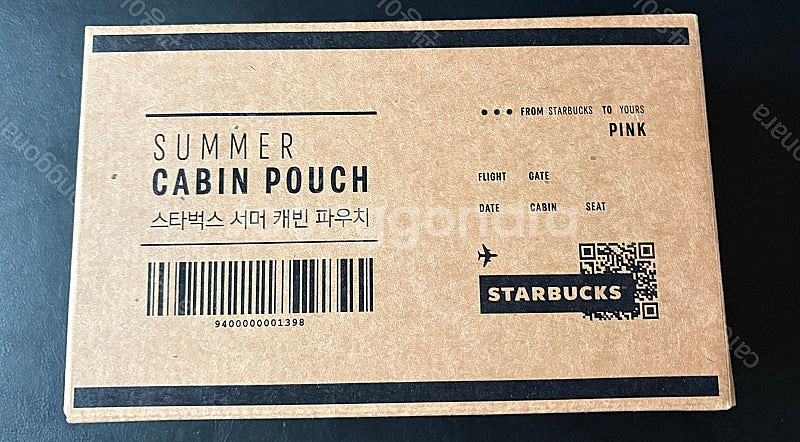 SUMMER
CABIN POUCH
스타벅스 서머 캐빈 파우치
9400000001398
FROM STARBUCKS TO YOURS
PINK
FLIGHT GATE
DATE CABIN SEAT
STARBUCKS